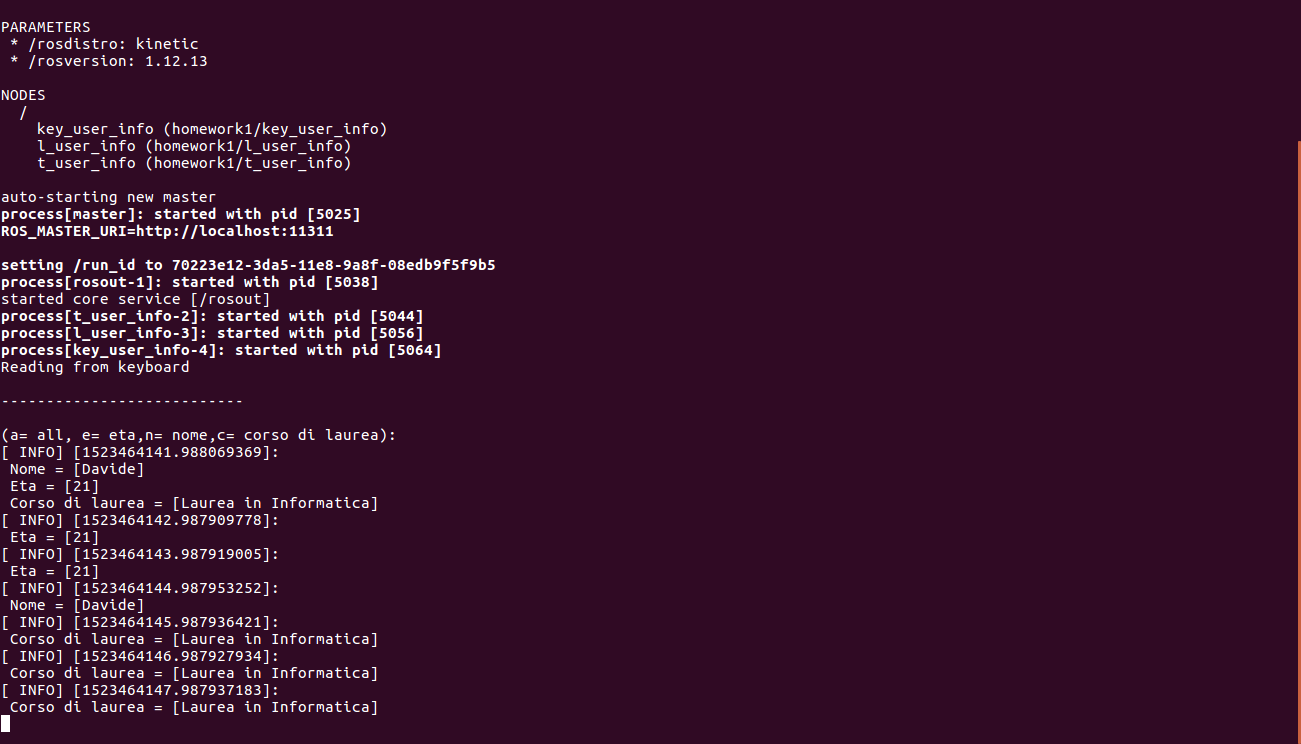 PARAMETERS
 * /rosdistro: kinetic
 * /rosversion: 1.12.13
NODES
  /
    key_user_info (homework1/key_user_info)
    l_user_info (homework1/l_user_info)
    t_user_info (homework1/t_user_info)
auto-starting new master
process[master]: started with pid [5025]
ROS_MASTER_URI=http://localhost:11311
setting /run_id to 70223e12-3da5-11e8-9a8f-08edb9f5f9b5
process[rosout-1]: started with pid [5038]
started core service [/rosout]
process[t_user_info-2]: started with pid [5044]
process[l_user_info-3]: started with pid [5056]
process[key_user_info-4]: started with pid [5064]
Reading from keyboard
---------------------------
(a= all, e= eta,n= nome,c= corso di laurea):
[ INFO] [1523464141.988069369]:
 Nome = [Davide]
 Eta = [21]
 Corso di laurea = [Laurea in Informatica]
[ INFO] [1523464142.987909778]:
 Eta = [21]
[ INFO] [1523464143.987919005]:
 Eta = [21]
[ INFO] [1523464144.987953252]:
 Nome = [Davide]
[ INFO] [1523464145.987936421]:
 Corso di laurea = [Laurea in Informatica]
[ INFO] [1523464146.987927934]:
 Corso di laurea = [Laurea in Informatica]
[ INFO] [1523464147.987937183]:
 Corso di laurea = [Laurea in Informatica]